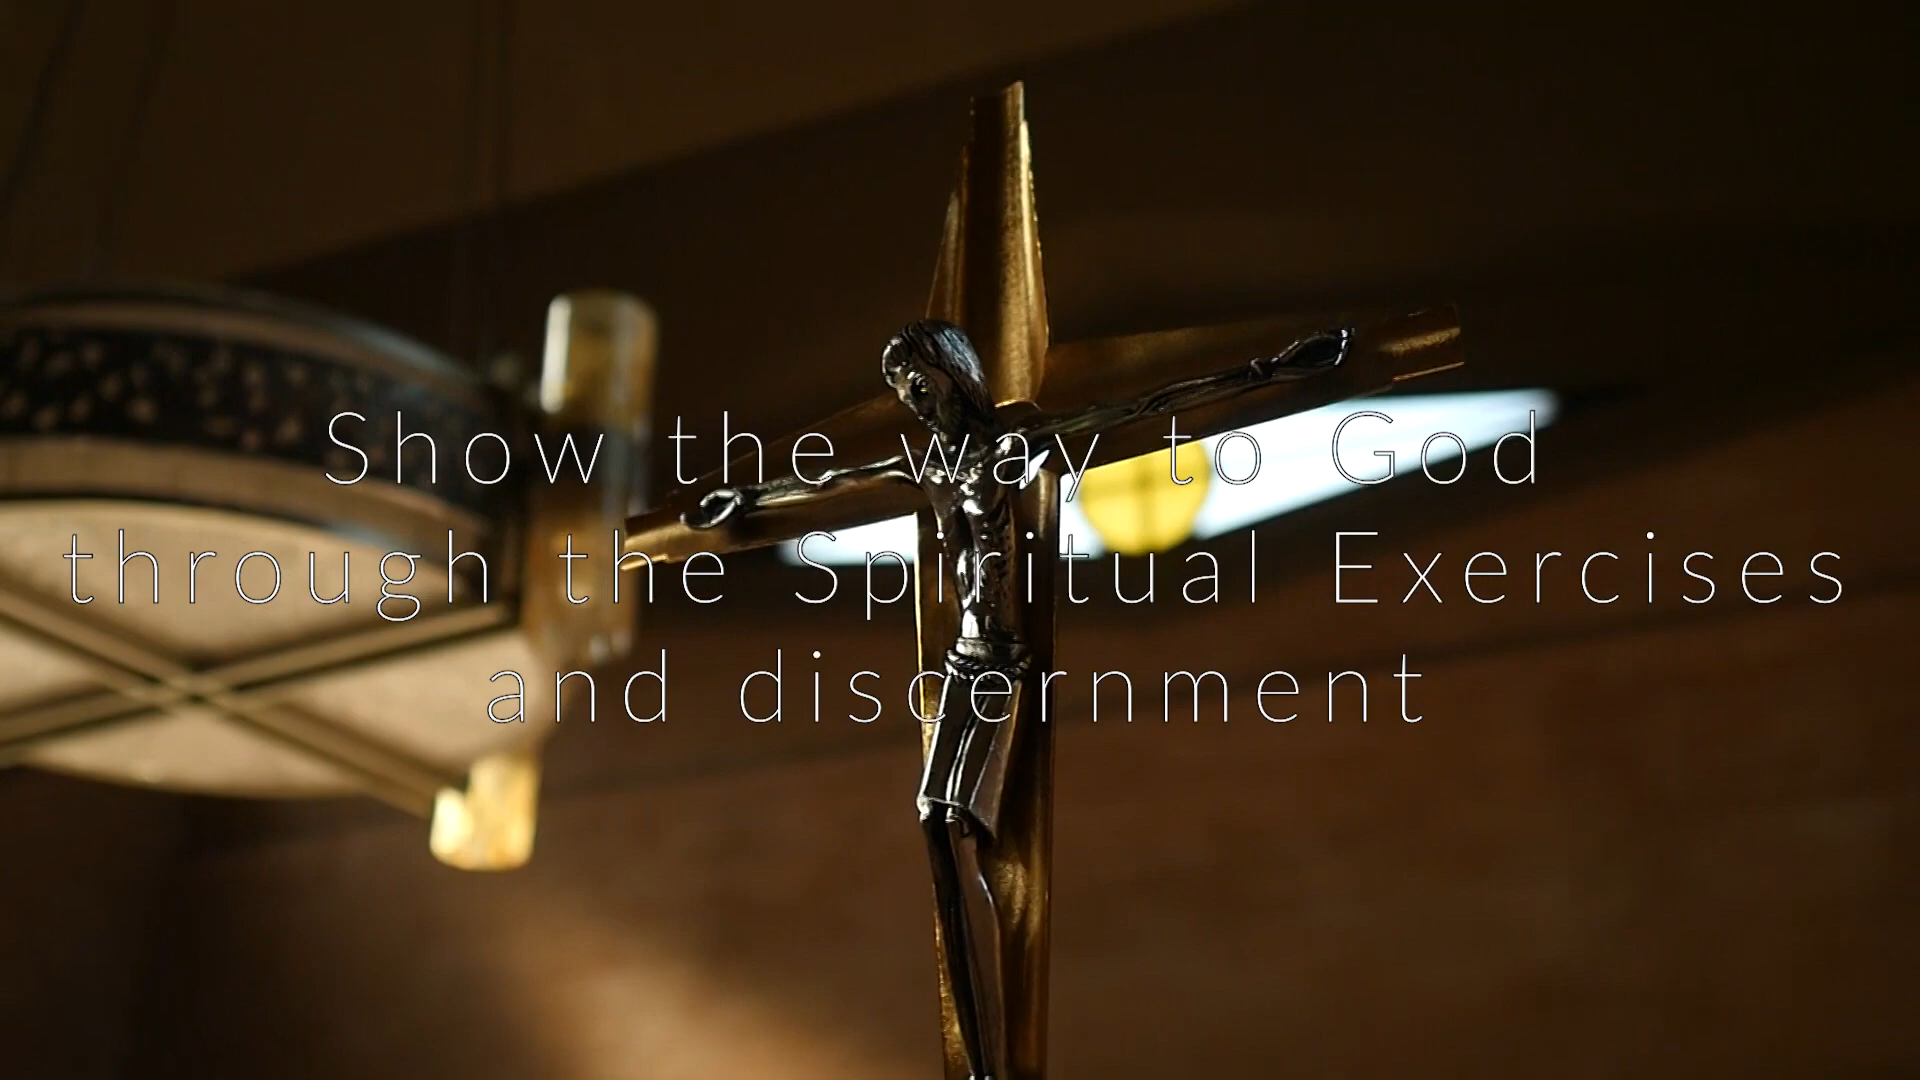 Show the way to God
through the Spiritual Exercises
and discernment